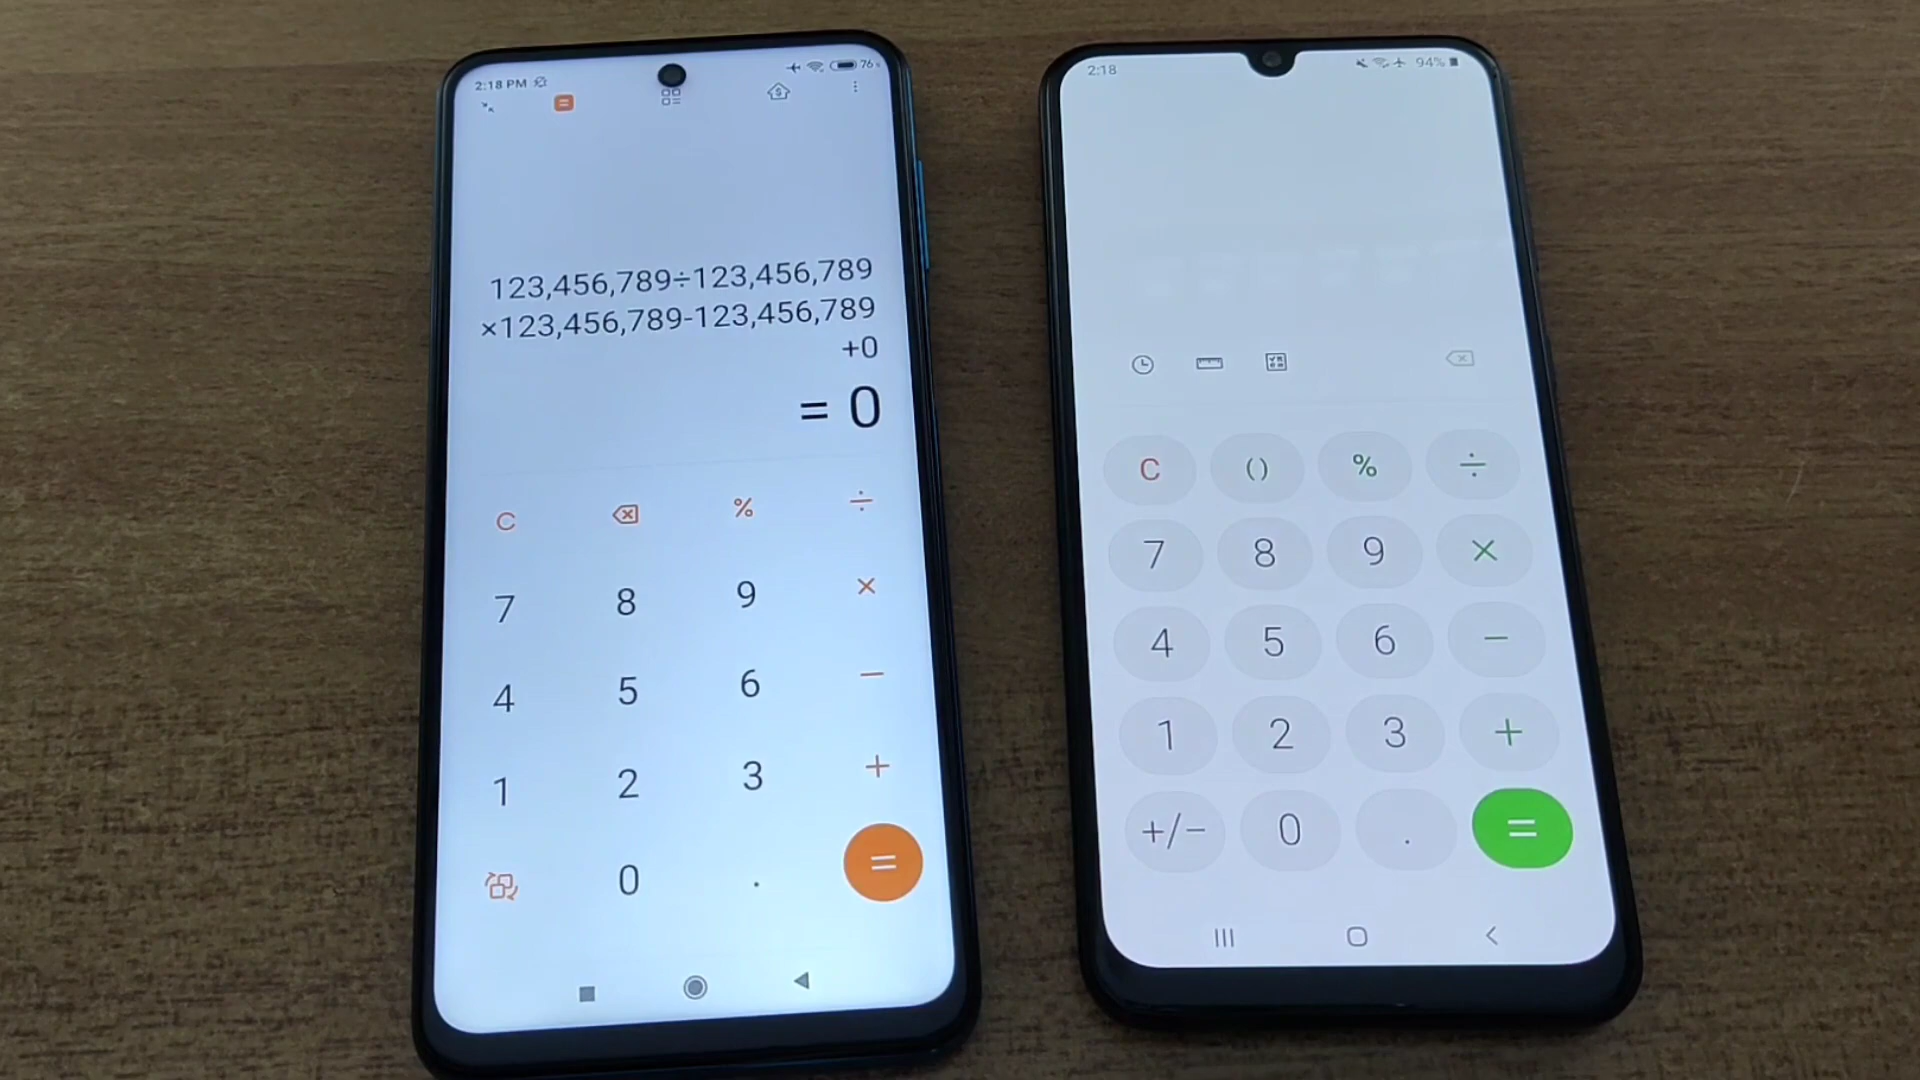 2:18 PM
76
123,456,789÷123,456,789
×123,456,789-123,456,789
+0
= 0
C % ÷
7 8 9 ×
4 5 6 −
1 2 3 +
0 . =
2:18
94%
C () % ÷
7 8 9 ×
4 5 6 −
1 2 3 +
+/− 0 . =